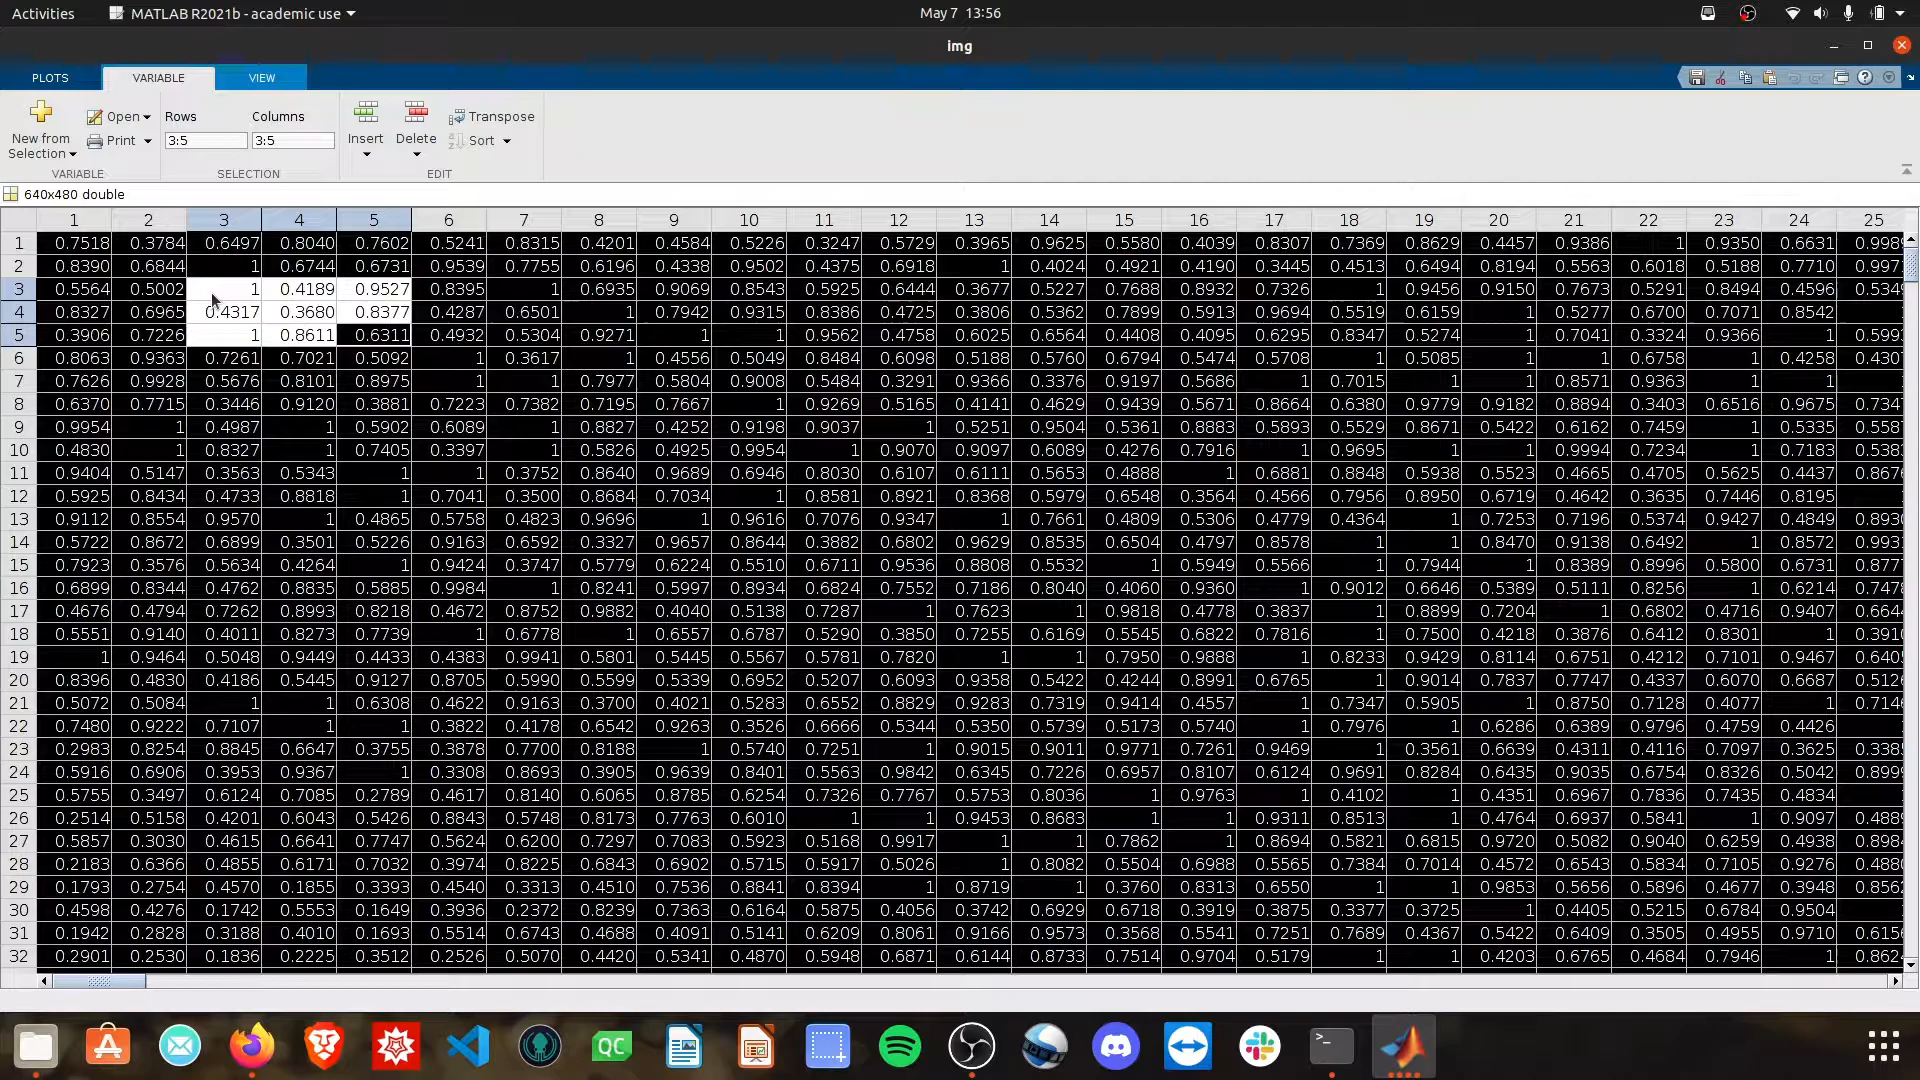 Activities MATLAB R2021b - academic use May 7 13:56
img
PLOTS VARIABLE VIEW
New from Selection Open Print Rows Columns Insert Delete Transpose Sort
3:5 3:5
VARIABLE SELECTION EDIT
640x480 double
1 2 3 4 5 6 7 8 9 10 11 12 13 14 15 16 17 18 19 20 21 22 23 24 25
1 0.7518 0.3784 0.6497 0.8040 0.7602 0.5241 0.8315 0.4201 0.4584 0.5226 0.3247 0.5729 0.3965 0.9625 0.5580 0.4039 0.8307 0.7369 0.8629 0.4457 0.9386 1 0.9350 0.6631 0.998
2 0.8390 0.6844 1 0.6744 0.6731 0.9539 0.7755 0.6196 0.4338 0.9502 0.4375 0.6918 1 0.4024 0.4921 0.4190 0.3445 0.4513 0.6494 0.8194 0.5563 0.6018 0.5188 0.7710 0.997
3 0.5564 0.5002 1 0.4189 0.9527 0.8395 1 0.6935 0.9069 0.8543 0.5925 0.6444 0.3677 0.5227 0.7688 0.8932 0.7326 1 0.9456 0.9150 0.7673 0.5291 0.8494 0.4596 0.534
4 0.8327 0.6965 0.4317 0.3680 0.8377 0.4287 0.6501 1 0.7942 0.9315 0.8386 0.4725 0.3806 0.5362 0.7899 0.5913 0.9694 0.5519 0.6159 1 0.5277 0.6700 0.7071 0.8542 1
5 0.3906 0.7226 1 0.8611 0.6311 0.4932 0.5304 0.9271 1 1 0.9562 0.4758 0.6025 0.6564 0.4408 0.4095 0.6295 0.8347 0.5274 1 0.7041 0.3324 0.9366 1 0.599
6 0.8063 0.9363 0.7261 0.7021 0.5092 1 0.3617 1 0.4556 0.5049 0.8484 0.6098 0.5188 0.5760 0.6794 0.5474 0.5708 1 0.5085 1 1 0.6758 1 0.4258 0.430
7 0.7626 0.9928 0.5676 0.8101 0.8975 1 1 0.7977 0.5804 0.9008 0.5484 0.3291 0.9366 0.3376 0.9197 0.5686 1 0.7015 1 1 0.8571 0.9363 1 1
8 0.6370 0.7715 0.3446 0.9120 0.3881 0.7223 0.7382 0.7195 0.7667 1 0.9269 0.5165 0.4141 0.4629 0.9439 0.5671 0.8664 0.6380 0.9779 0.9182 0.8894 0.3403 0.6516 0.9675 0.734
9 0.9954 1 0.4987 1 0.5902 0.6089 1 0.8827 0.4252 0.9198 0.9037 1 0.5251 0.9504 0.5361 0.8883 0.5893 0.5529 0.8671 0.5422 0.6162 0.7459 1 0.5335 0.558
10 0.4830 1 0.8327 1 0.7405 0.3397 1 0.5826 0.4925 0.9954 1 0.9070 0.9097 0.6089 0.4276 0.7916 1 0.9695 1 1 0.9994 0.7234 1 0.7183 0.538
11 0.9404 0.5147 0.3563 0.5343 1 1 0.3752 0.8640 0.9689 0.6946 0.8030 0.6107 0.6111 0.5653 0.4888 1 0.6881 0.8848 0.5938 0.5523 0.4665 0.4705 0.5625 0.4437 0.867
12 0.5925 0.8434 0.4733 0.8818 1 0.7041 0.3500 0.8684 0.7034 1 0.8581 0.8921 0.8368 0.5979 0.6548 0.3564 0.4566 0.7956 0.8950 0.6719 0.4642 0.3635 0.7446 0.8195
13 0.9112 0.8554 0.9570 1 0.4865 0.5758 0.4823 0.9696 1 0.9616 0.7076 0.9347 1 0.7661 0.4809 0.5306 0.4779 0.4364 1 0.7253 0.7196 0.5374 0.9427 0.4849 0.893
14 0.5722 0.8672 0.6899 0.3501 0.5226 0.9163 0.6592 0.3327 0.9657 0.8644 0.3882 0.6802 0.9629 0.8535 0.6504 0.4797 0.8578 1 1 0.8470 0.9138 0.6492 1 0.8572 0.993
15 0.7923 0.3576 0.5634 0.4264 1 0.9424 0.3747 0.5779 0.6224 0.5510 0.6711 0.9536 0.8808 0.5532 1 0.5949 0.5566 1 0.7944 1 0.8389 0.8996 0.5800 0.6731 0.877
16 0.6899 0.8344 0.4762 0.8835 0.5885 0.9984 1 0.8241 0.5997 0.8934 0.6824 0.7552 0.7186 0.8040 0.4060 0.9360 1 0.9012 0.6646 0.5389 0.5111 0.8256 1 0.6214 0.747
17 0.4676 0.4794 0.7262 0.8993 0.8218 0.4672 0.8752 0.9882 0.4040 0.5138 0.7287 1 0.7623 1 0.9818 0.4778 0.3837 1 0.8899 0.7204 1 0.6802 0.4716 0.9407 0.664
18 0.5551 0.9140 0.4011 0.8273 0.7739 1 0.6778 1 0.6557 0.6787 0.5290 0.3850 0.7255 0.6169 0.5545 0.6822 0.7816 1 0.7500 0.4218 0.3876 0.6412 0.8301 1 0.391
19 1 0.9464 0.5048 0.9449 0.4433 0.4383 0.9941 0.5801 0.5445 0.5567 0.5781 0.7820 1 1 0.7950 0.9888 1 0.8233 0.9429 0.8114 0.6751 0.4212 0.7101 0.9467 0.640
20 0.8396 0.4830 0.4186 0.5445 0.9127 0.8705 0.5990 0.5599 0.5339 0.6952 0.5207 0.6093 0.9358 0.5422 0.4244 0.8991 0.6765 1 0.9014 0.7837 0.7747 0.4337 0.6070 0.6687 0.512
21 0.5072 0.5084 1 1 0.6308 0.4622 0.9163 0.3700 0.4021 0.5283 0.6552 0.8829 0.9283 0.7319 0.9414 0.4557 1 0.7347 0.5905 1 0.8750 0.7128 0.4077 1 0.714
22 0.7480 0.9222 0.7107 1 1 0.3822 0.4178 0.6542 0.9263 0.3526 0.6666 0.5344 0.5350 0.5739 0.5173 0.5740 1 0.7976 1 0.6286 0.6389 0.9796 0.4759 0.4426
23 0.2983 0.8254 0.8845 0.6647 0.3755 0.3878 0.7700 0.8188 1 0.5740 0.7251 1 0.9015 0.9011 0.9771 0.7261 0.9469 1 0.3561 0.6639 0.4311 0.4116 0.7097 0.3625 0.338
24 0.5916 0.6906 0.3953 0.9367 1 0.3308 0.8693 0.3905 0.9639 0.8401 0.5563 0.9842 0.6345 0.7226 0.6957 0.8107 0.6124 0.9691 0.8284 0.6435 0.9035 0.6754 0.8326 0.5042 0.899
25 0.5755 0.3497 0.6124 0.7085 0.2789 0.4617 0.8140 0.6065 0.8785 0.6254 0.7326 0.7767 0.5753 0.8036 1 0.9763 1 0.4102 1 0.4351 0.6967 0.7836 0.7435 0.4834
26 0.2514 0.5158 0.4201 0.6043 0.5426 0.8843 0.5748 0.8173 0.7763 0.6010 1 1 0.9453 0.8683 1 1 0.9311 0.8513 1 0.4764 0.6937 0.5841 1 0.9097 0.488
27 0.5857 0.3030 0.4615 0.6641 0.7747 0.5624 0.6200 0.7297 0.7083 0.5923 0.5168 0.9917 1 1 0.7862 1 0.8694 0.5821 0.6815 0.9720 0.5082 0.9040 0.6259 0.4938 0.898
28 0.2183 0.6366 0.4855 0.6171 0.7032 0.3974 0.8225 0.6843 0.6902 0.5715 0.5917 0.5026 1 0.8082 0.5504 0.6988 0.5565 0.7384 0.7014 0.4572 0.6543 0.5834 0.7105 0.9276 0.488
29 0.1793 0.2754 0.4570 0.1855 0.3393 0.4540 0.3313 0.4510 0.7536 0.8841 0.8394 1 0.8719 1 0.3760 0.8313 0.6550 1 1 0.9853 0.5656 0.5896 0.4677 0.3948 0.856
30 0.4598 0.4276 0.1742 0.5553 0.1649 0.3936 0.2372 0.8239 0.7363 0.6164 0.5875 0.4056 0.3742 0.6929 0.6718 0.3919 0.3875 0.3377 0.3725 1 0.4405 0.5215 0.6784 0.9504
31 0.1942 0.2828 0.3188 0.4010 0.1693 0.5514 0.6743 0.4688 0.4091 0.5141 0.6209 0.8061 0.9166 0.9573 0.3568 0.5541 0.7251 0.7689 0.4367 0.5422 0.6409 0.3505 0.4955 0.9710 0.615
32 0.2901 0.2530 0.1836 0.2225 0.3512 0.2526 0.5070 0.4420 0.5341 0.4870 0.5948 0.6871 0.6144 0.8733 0.7514 0.9704 0.5179 1 1 0.4203 0.6765 0.4684 0.7946 1 0.862
QC